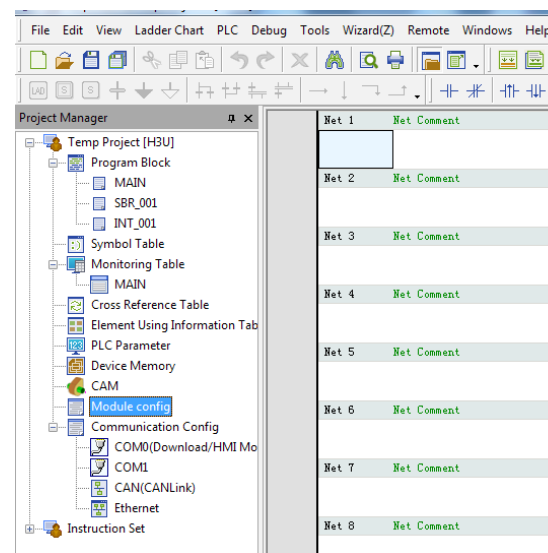 File Edit View Ladder Chart PLC Debug Tools Wizard(Z) Remote Windows Help
LAD S S
Project Manager
Temp Project [H3U]
Program Block
MAIN
SBR_001
INT_001
Symbol Table
Monitoring Table
MAIN
Cross Reference Table
Element Using Information Tab
PLC Parameter
Device Memory
CAM
Module config
Communication Config
COM0(Download/HMI Mo
COM1
CAN(CANLink)
Ethernet
Instruction Set
Net 1 Net Comment
Net 2 Net Comment
Net 3 Net Comment
Net 4 Net Comment
Net 5 Net Comment
Net 6 Net Comment
Net 7 Net Comment
Net 8 Net Comment